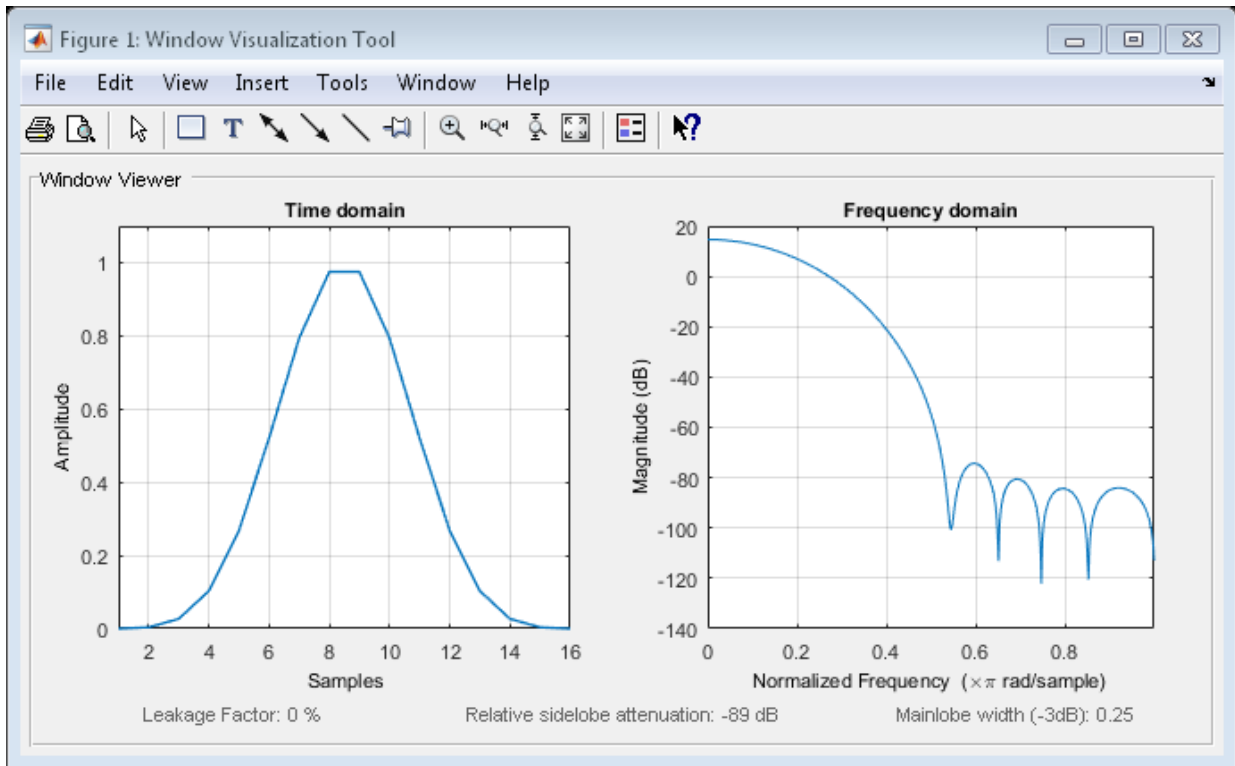 Figure 1: Window Visualization Tool
File Edit View Insert Tools Window Help
T
?
Window Viewer
Time domain
1
0.8
0.6
0.4
0.2
0
Amplitude
2 4 6 8 10 12 14 16
Samples
Frequency domain
20
0
-20
-40
-60
-80
-100
-120
-140
Magnitude (dB)
0 0.2 0.4 0.6 0.8
Normalized Frequency (×π rad/sample)
Leakage Factor: 0 %
Relative sidelobe attenuation: -89 dB
Mainlobe width (-3dB): 0.25